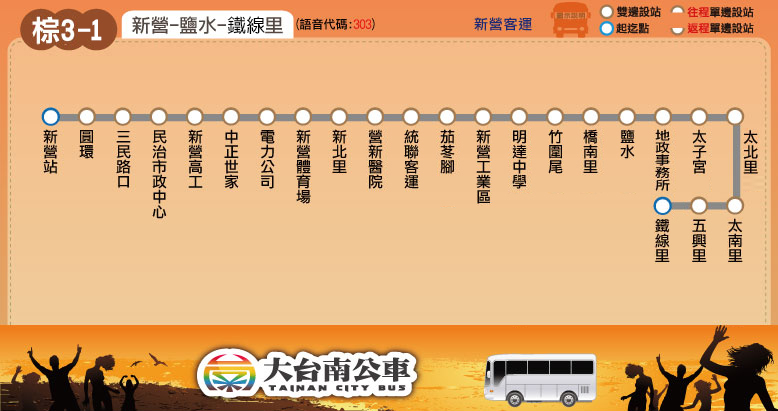 棕3-1
新營-鹽水-鐵線里
(語音代碼:303)
新營客運
雙邊設站
往程單邊設站
起迄點
返程單邊設站
新營站
圓環
三民路口
民治市政中心
新營高工
中正世家
電力公司
新營體育場
新北里
營新醫院
統聯客運
茄苳腳
新營工業區
明達中學
竹圍尾
橋南里
鹽水
地政事務所
太子宮
太北里
太南里
五興里
鐵線里
大台南公車
TAINAN CITY BUS